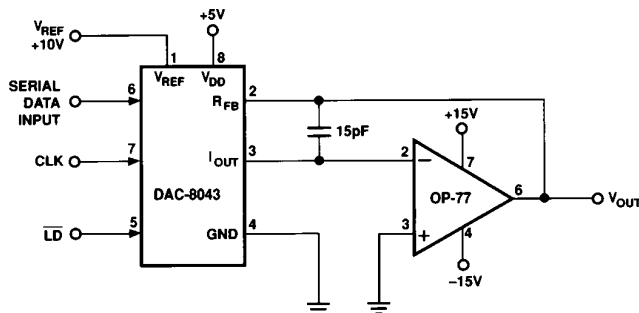 VREF
+10V
+5V
1
8
VREF
VDD
SERIAL
DATA
INPUT
6
RFB
2
15pF
+15V
CLK
7
IOUT
3
2
−
7
DAC-8043
OP-77
6
VOUT
LD
5
GND
4
3
+
4
−15V